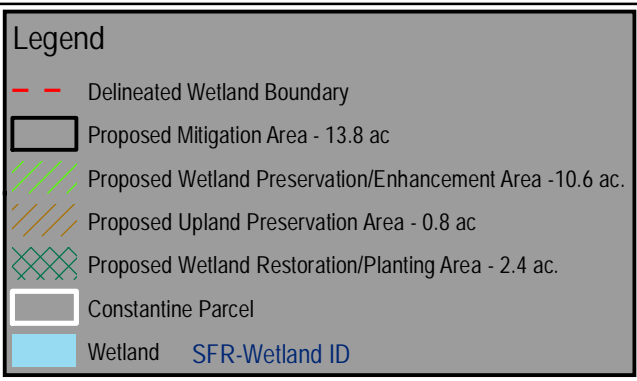 Legend
Delineated Wetland Boundary
Proposed Mitigation Area - 13.8 ac
Proposed Wetland Preservation/Enhancement Area -10.6 ac.
Proposed Upland Preservation Area - 0.8 ac
Proposed Wetland Restoration/Planting Area - 2.4 ac.
Constantine Parcel
Wetland SFR-Wetland ID